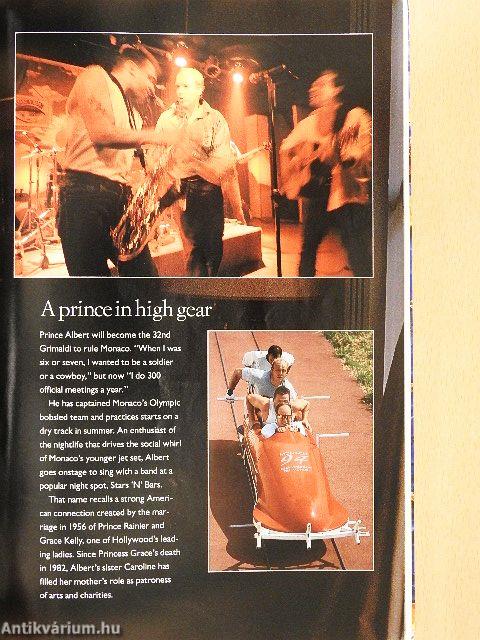 A prince in high gear
Prince Albert will become the 32nd
Grimaldi to rule Monaco. "When I was
six or seven, I wanted to be a soldier
or a cowboy," but now "I do 300
official meetings a year."
He has captained Monaco's Olympic
bobsled team and practices starts on a
dry track in summer. An enthusiast of
the nightlife that drives the social whirl
of Monaco's younger jet set, Albert
goes onstage to sing with a band at a
popular night spot, Stars 'N' Bars.
That name recalls a strong Ameri-
can connection created by the mar-
riage in 1956 of Prince Rainier and
Grace Kelly, one of Hollywood's lead-
ing ladies. Since Princess Grace's death
in 1982, Albert's sister Caroline has
filled her mother's role as patroness
of arts and charities.
94
Antikvárium.hu